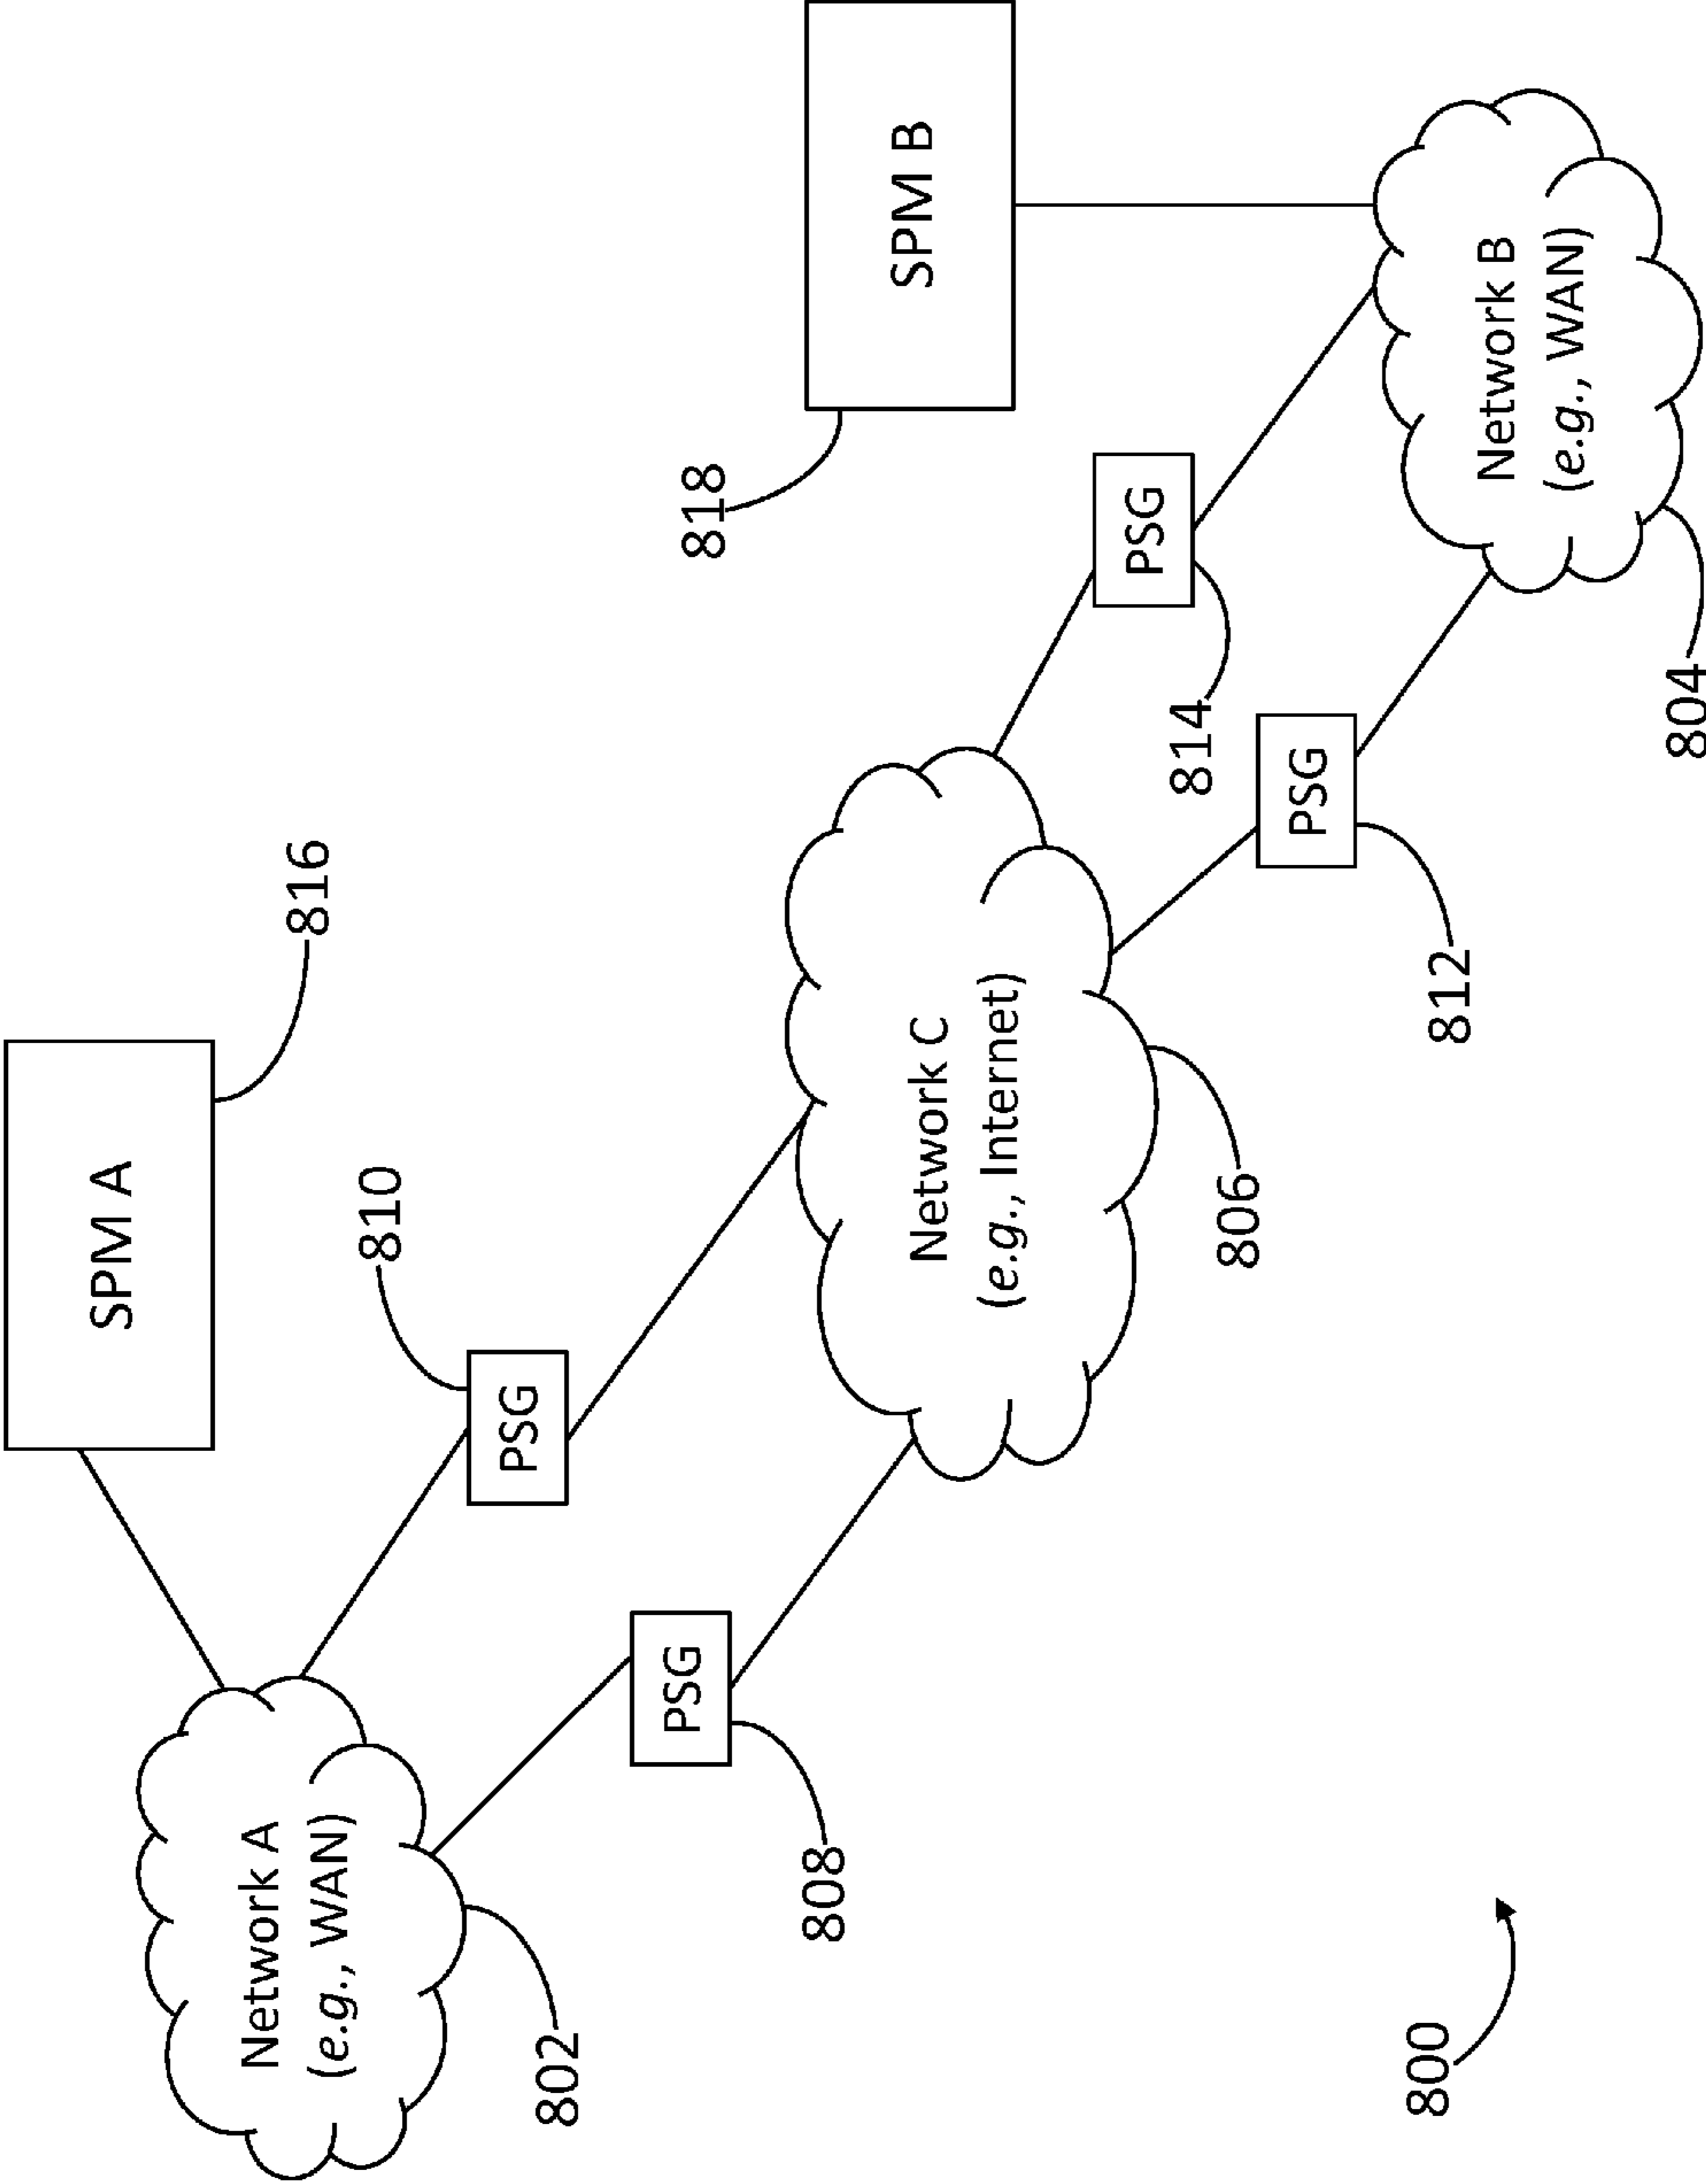 SPM A
816
810
PSG
Network A
(e.g., WAN)
802
PSG
808
SPM B
818
Network C
(e.g., Internet)
806
PSG
814
PSG
812
Network B
(e.g., WAN)
804
800